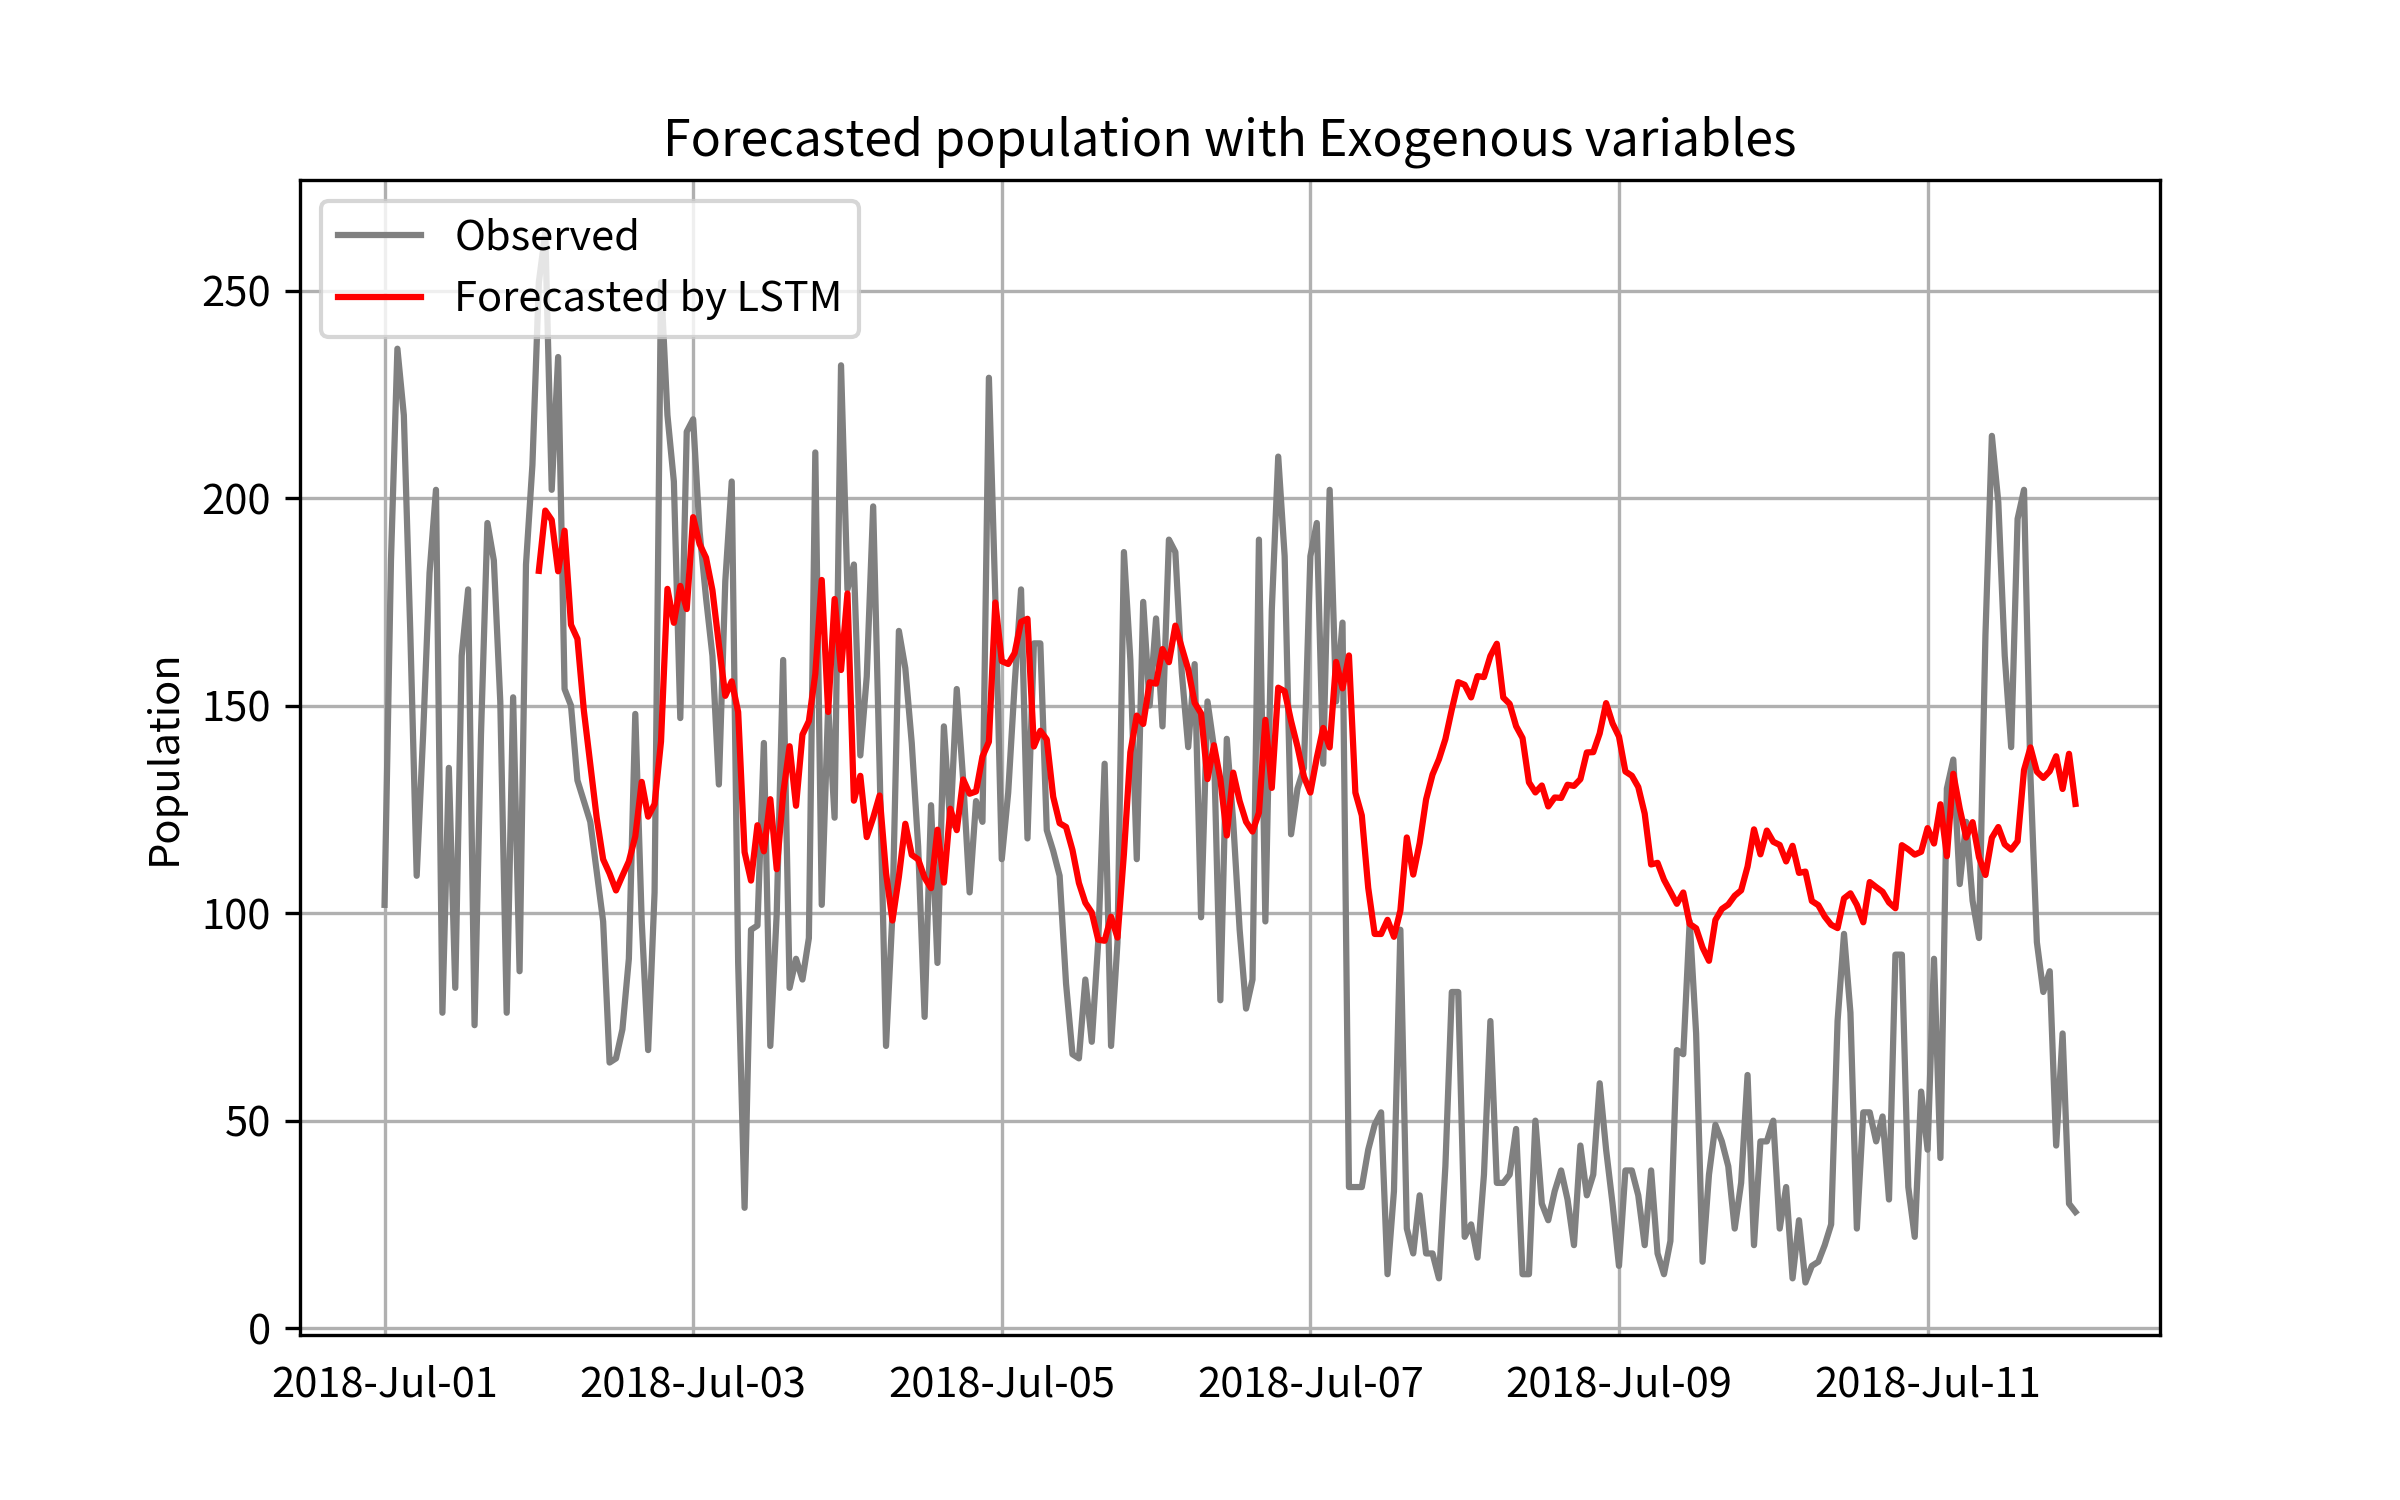 Forecasted population with Exogenous variables
Observed
Forecasted by LSTM
Population
250
200
150
100
50
0
2018-Jul-01 2018-Jul-03 2018-Jul-05 2018-Jul-07 2018-Jul-09 2018-Jul-11